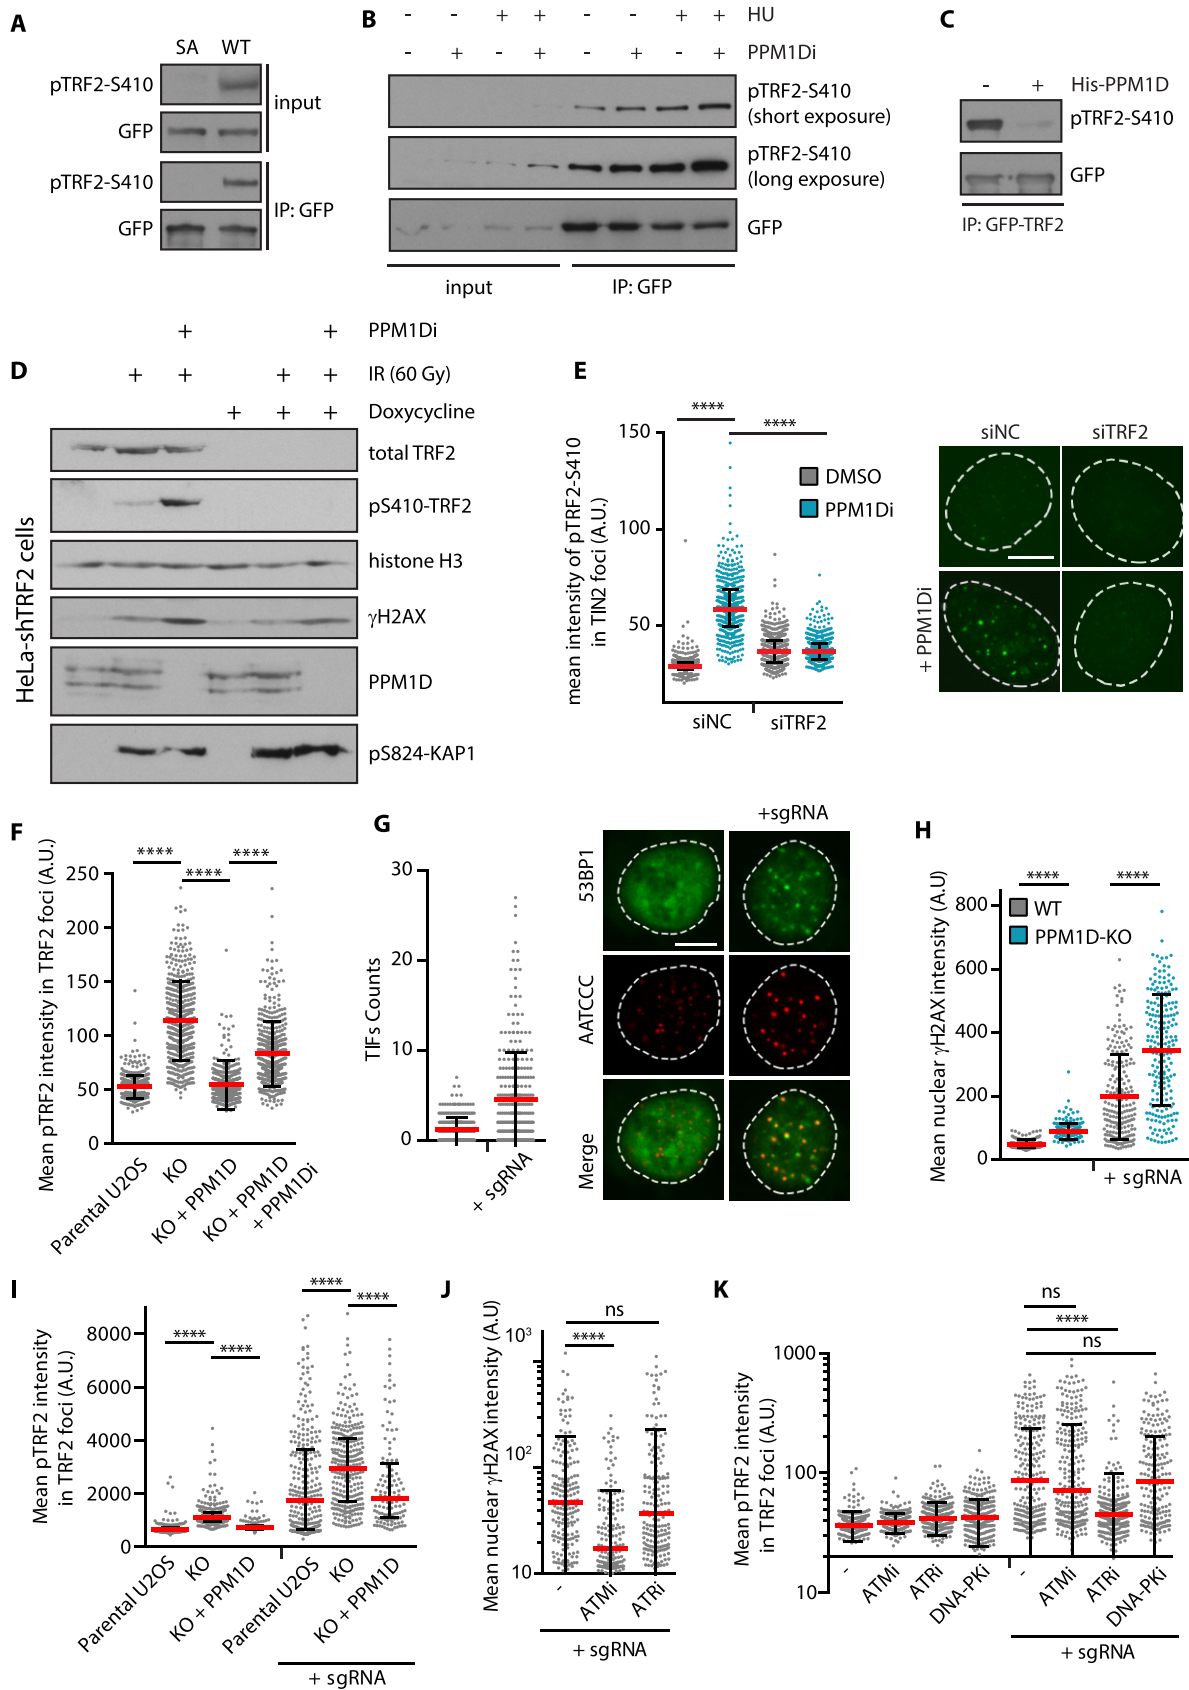 A
SA WT
pTRF2-S410
GFP
input
pTRF2-S410
GFP
IP: GFP
B
- - + + - - + + HU
- + - + - + - + PPM1Di
pTRF2-S410
(short exposure)
pTRF2-S410
(long exposure)
GFP
input
IP: GFP
C
- + His-PPM1D
pTRF2-S410
GFP
IP: GFP-TRF2
D
+ + PPM1Di
+ + + + IR (60 Gy)
+ + + Doxycycline
HeLa-shTRF2 cells
total TRF2
pS410-TRF2
histone H3
γH2AX
PPM1D
pS824-KAP1
E
mean intensity of pTRF2-S410
in TIN2 foci (A.U.)
150
100
50
**** ****
DMSO
PPM1Di
siNC siTRF2
siNC siTRF2
+ PPM1Di
F
Mean pTRF2 intensity in TRF2 foci (A.U.)
250
200
150
100
50
0
**** **** ****
Parental U2OS
KO
KO + PPM1D
KO + PPM1D
+ PPM1Di
G
TIFs Counts
30
20
10
0
+ sgRNA
+sgRNA
53BP1
AATCCC
Merge
H
Mean nuclear γH2AX intensity (A.U)
800
600
400
200
0
**** ****
WT
PPM1D-KO
+ sgRNA
I
Mean pTRF2 intensity
in TRF2 foci (A.U.)
8000
6000
4000
2000
0
**** **** **** ****
Parental U2OS
KO
KO + PPM1D
Parental U2OS
KO
KO + PPM1D
+ sgRNA
J
Mean nuclear γH2AX intensity (A.U)
10³
10²
10
ns
****
-
ATMi
ATRi
+ sgRNA
K
Mean pTRF2 intensity
in TRF2 foci (A.U)
1000
100
10
ns
****
ns
-
ATMi
ATRi
DNA-PKi
-
ATMi
ATRi
DNA-PKi
+ sgRNA